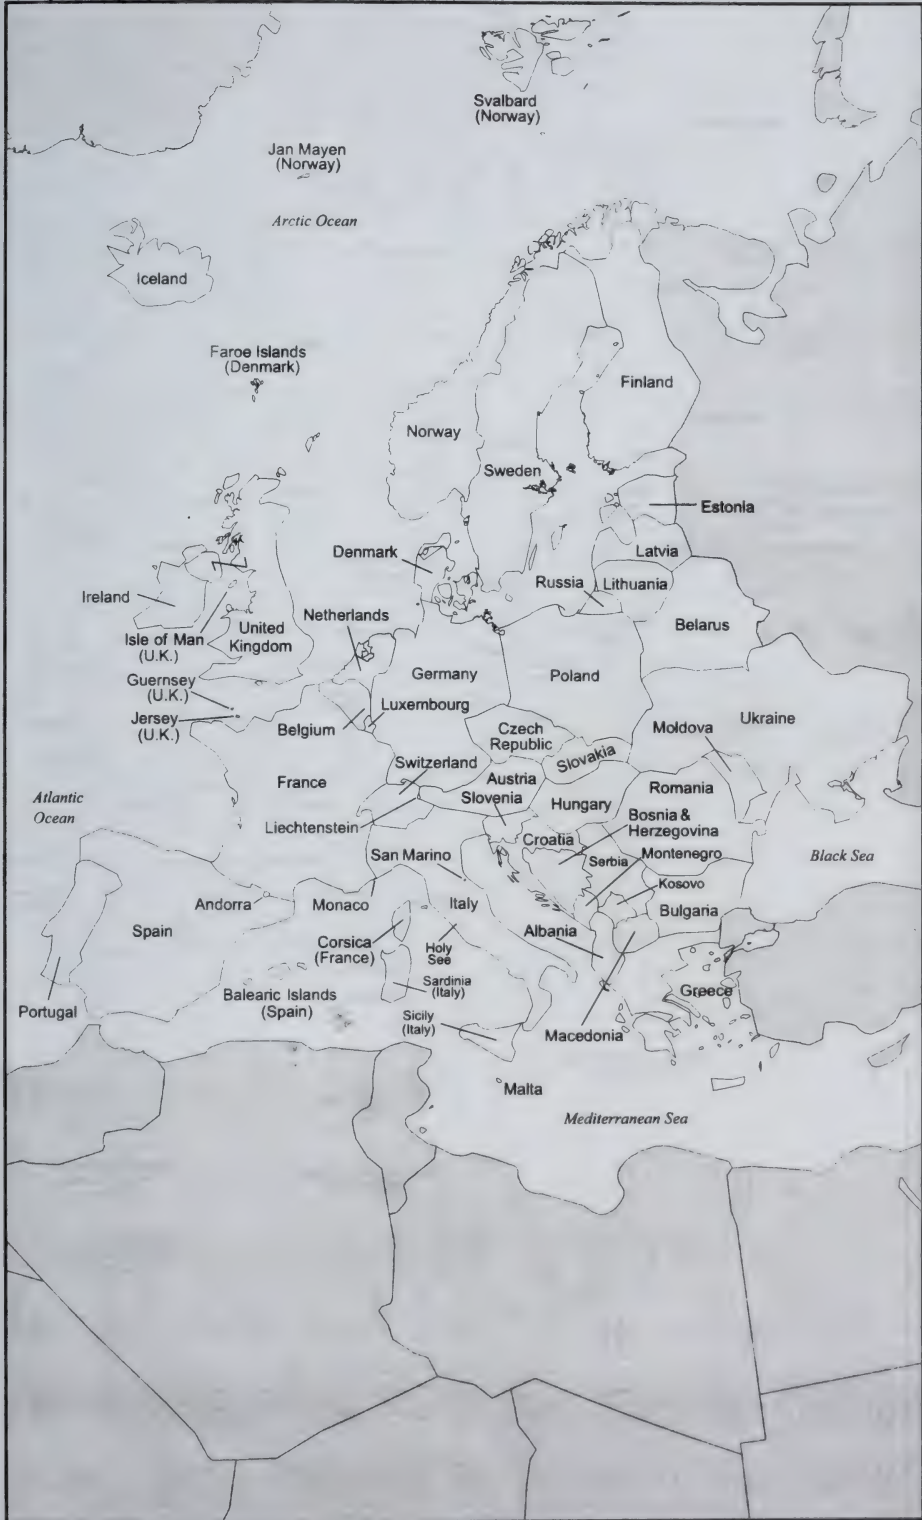 Svalbard
(Norway)
Jan Mayen
(Norway)
Arctic Ocean
Iceland
Faroe Islands
(Denmark)
Finland
Norway
Sweden
Estonia
Denmark
Latvia
Russia
Lithuania
Ireland
Netherlands
Belarus
Isle of Man
(U.K.)
United
Kingdom
Germany
Poland
Guernsey
(U.K.)
Luxembourg
Jersey
(U.K.)
Belgium
Czech
Republic
Moldova
Ukraine
Slovakia
Switzerland
France
Austria
Romania
Atlantic
Ocean
Slovenia
Hungary
Bosnia &
Herzegovina
Liechtenstein
Croatia
San Marino
Serbia
Montenegro
Black Sea
Kosovo
Andorra
Monaco
Italy
Bulgaria
Spain
Albania
Corsica
(France)
Holy
See
Sardinia
(Italy)
Greece
Balearic Islands
(Spain)
Portugal
Sicily
(Italy)
Macedonia
Malta
Mediterranean Sea